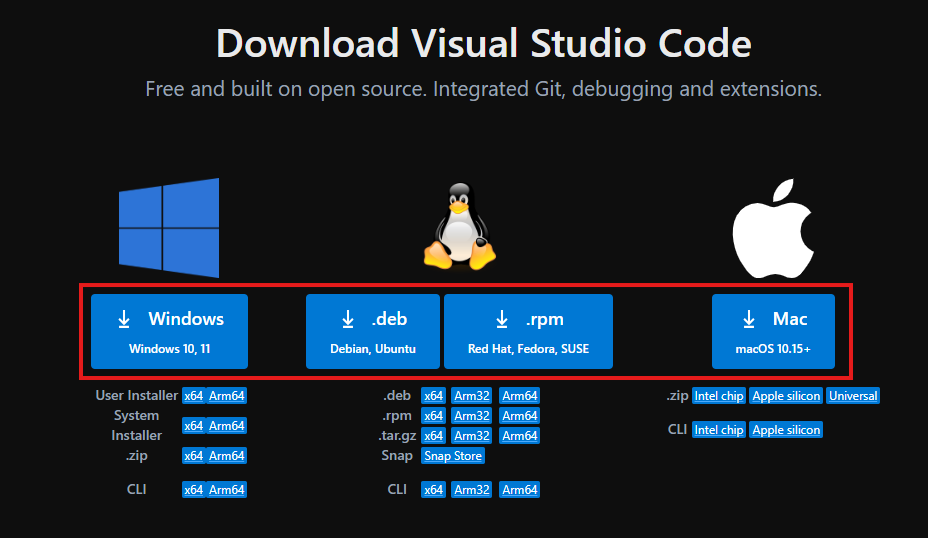 Download Visual Studio Code
Free and built on open source. Integrated Git, debugging and extensions.
Windows
Windows 10, 11
User Installer x64 Arm64
System
Installer x64 Arm64
.zip x64 Arm64
CLI x64 Arm64
.deb
Debian, Ubuntu
.rpm
Red Hat, Fedora, SUSE
.deb x64 Arm32 Arm64
.rpm x64 Arm32 Arm64
.tar.gz x64 Arm32 Arm64
Snap Snap Store
CLI x64 Arm32 Arm64
Mac
macOS 10.15+
.zip Intel chip Apple silicon Universal
CLI Intel chip Apple silicon